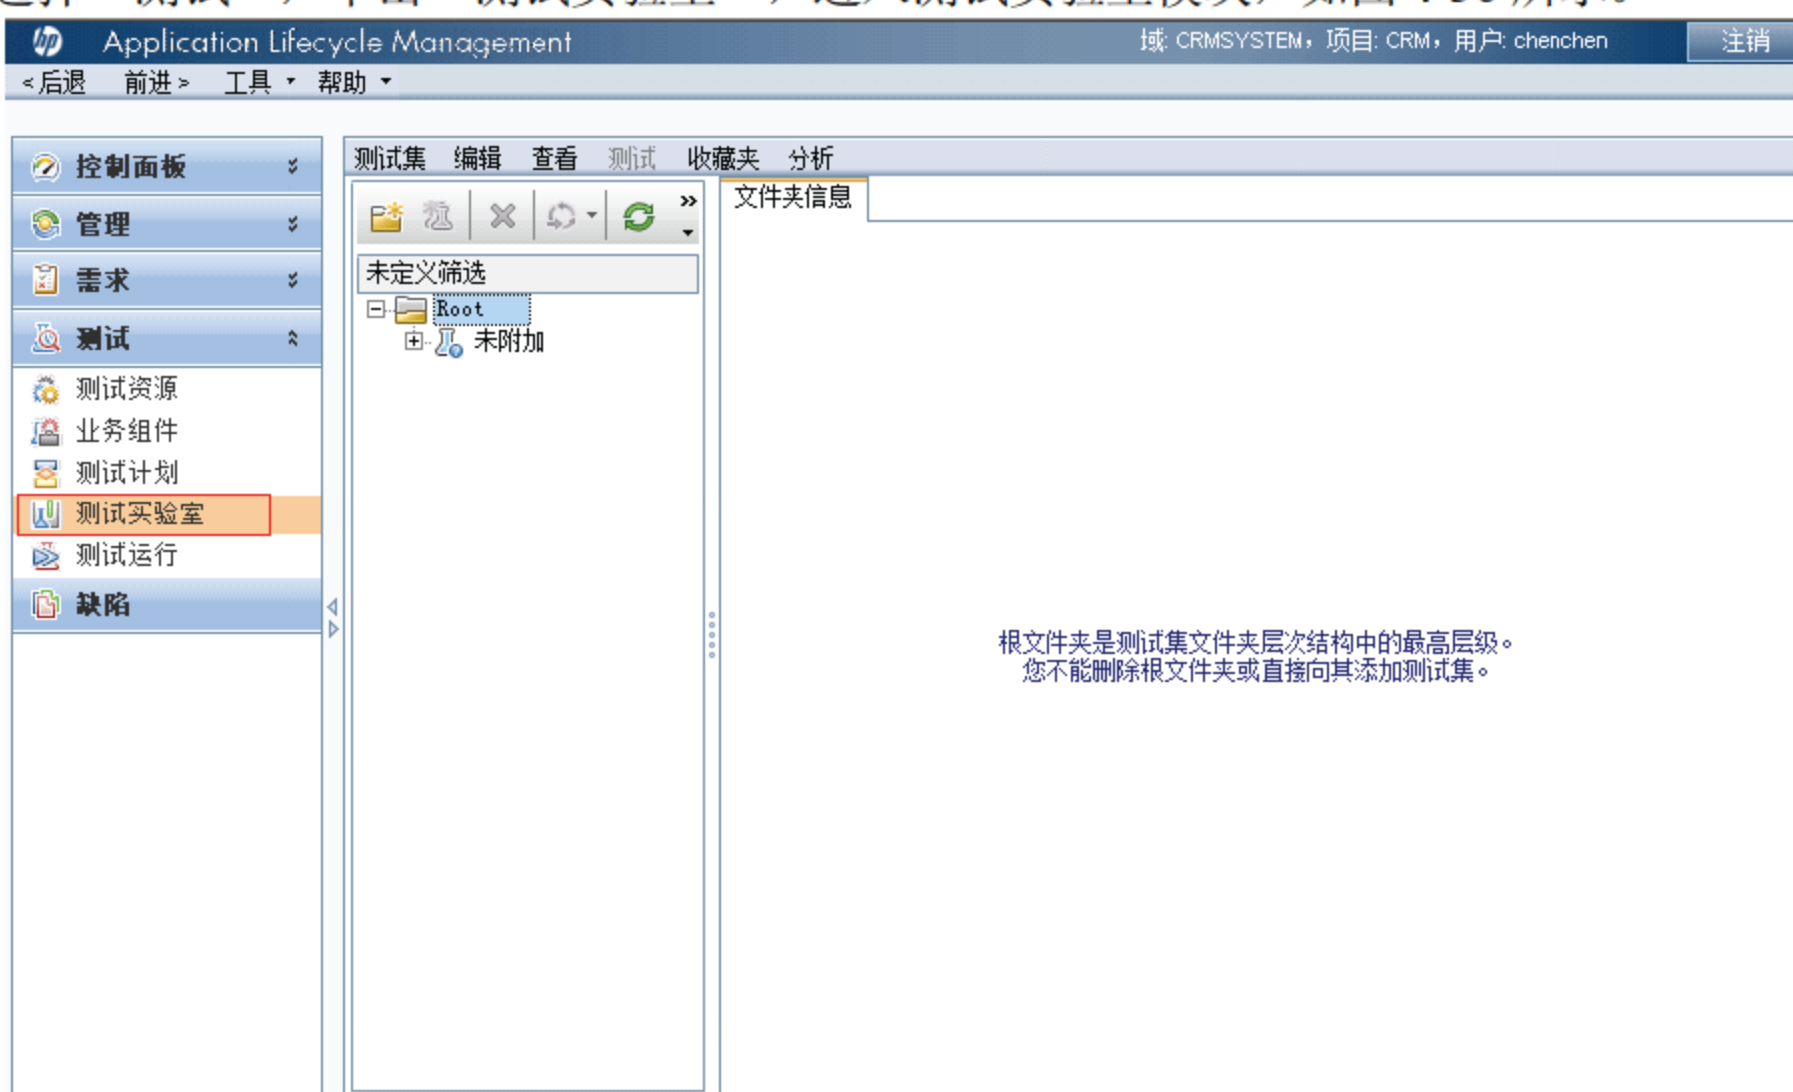 Application Lifecycle Management
域: CRMSYSTEM，项目: CRM，用户: chenchen
注销
<后退 前进> 工具 帮助
控制面板
管理
需求
测试
测试资源
业务组件
测试计划
测试实验室
测试运行
缺陷
测试集 编辑 查看 测试 收藏夹 分析
未定义筛选
Root
未附加
文件夹信息
根文件夹是测试集文件夹层次结构中的最高层级。
您不能删除根文件夹或直接向其添加测试集。